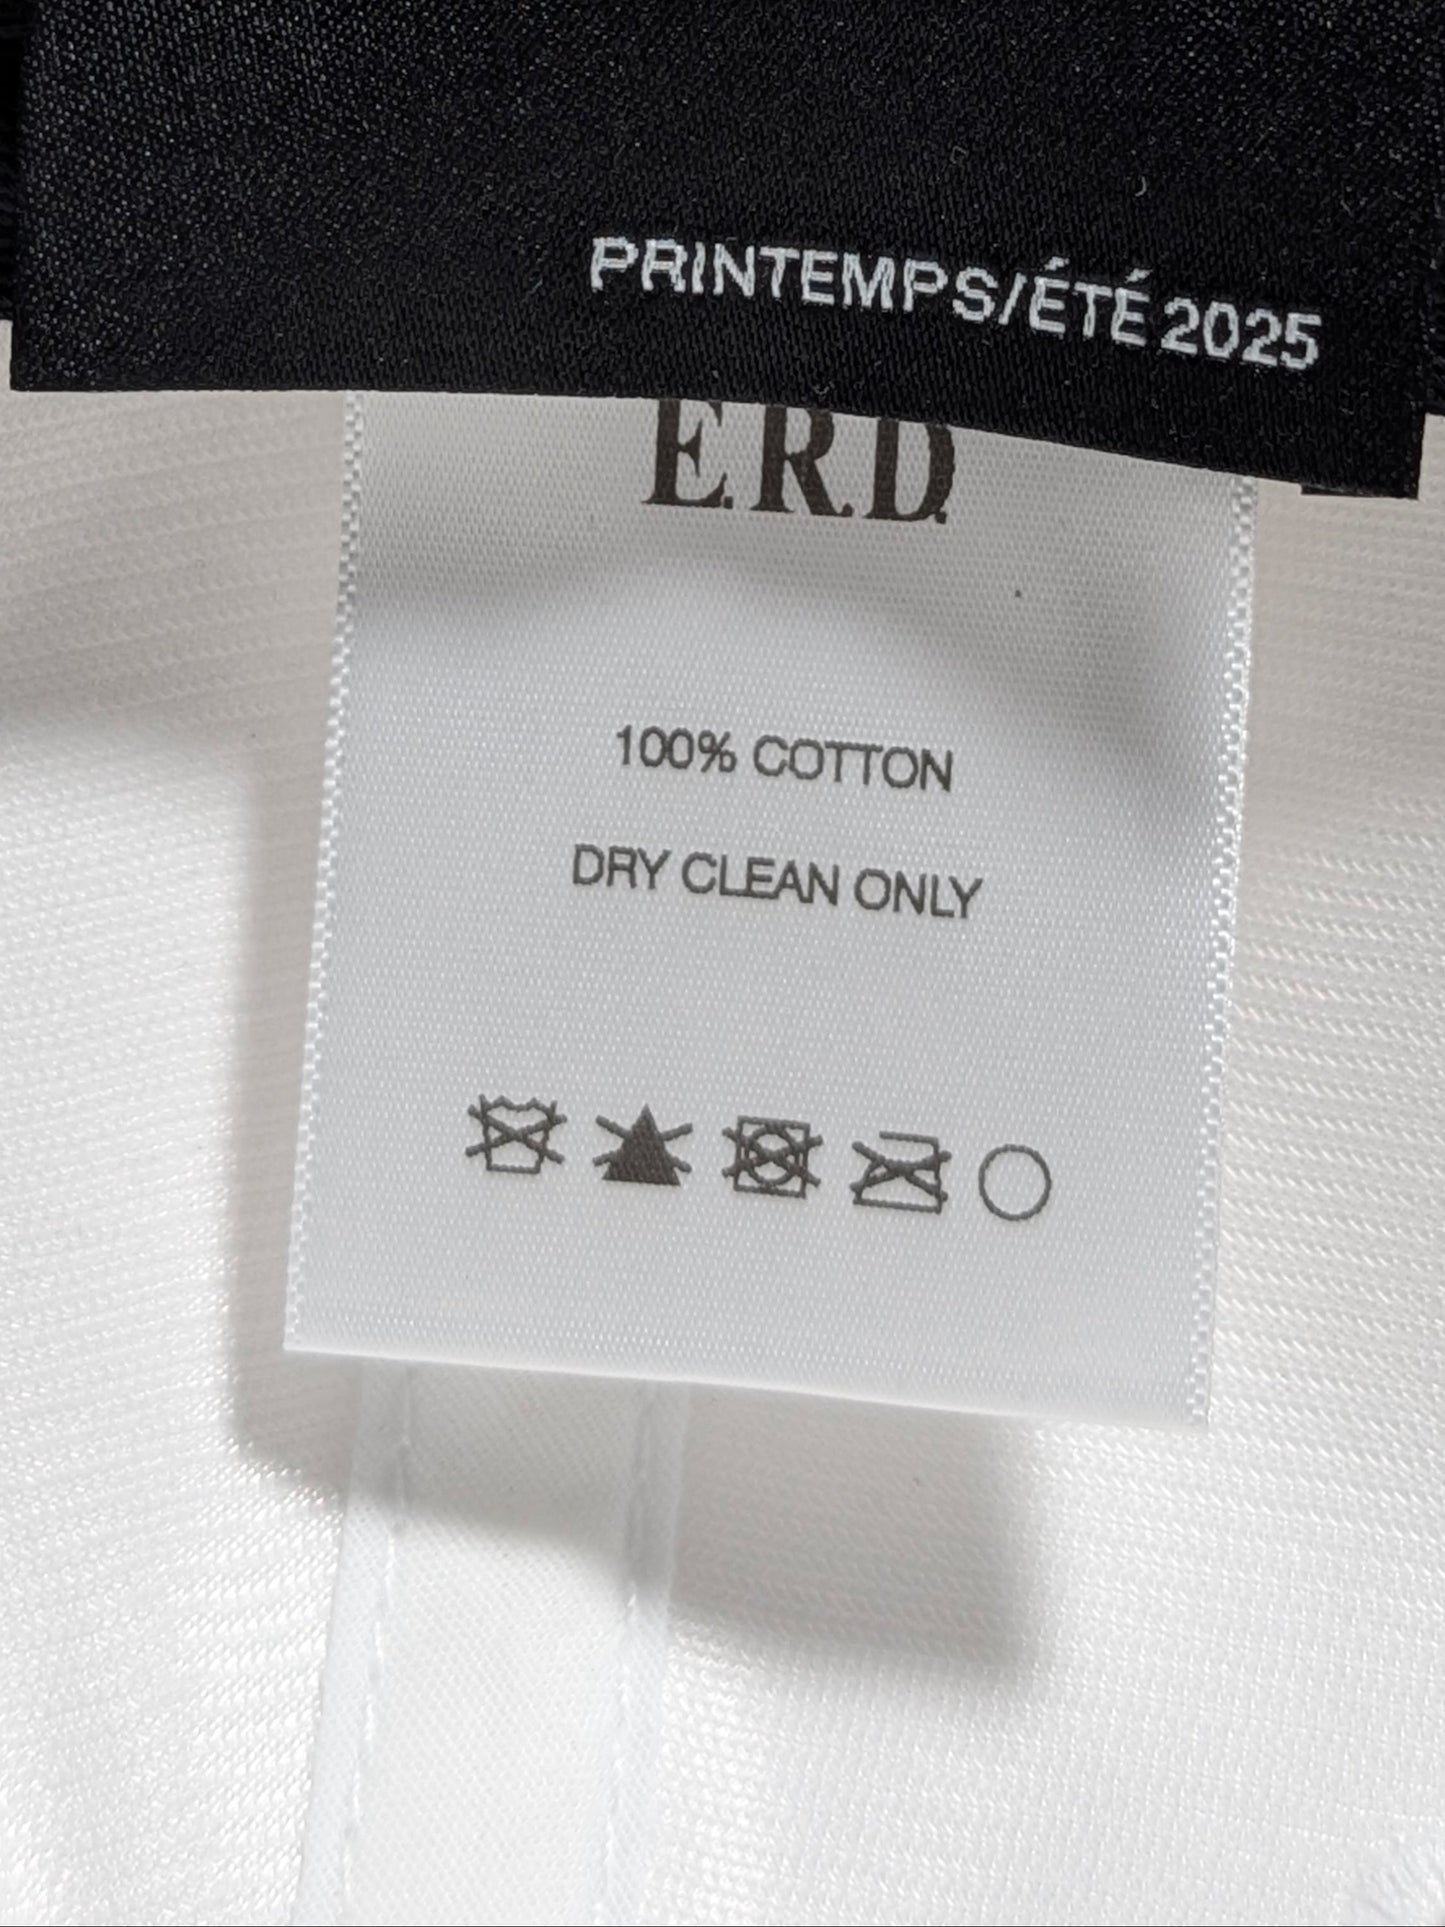 PRINTEMPS/ÉTÉ 2025
E.R.D.
100% COTTON
DRY CLEAN ONLY